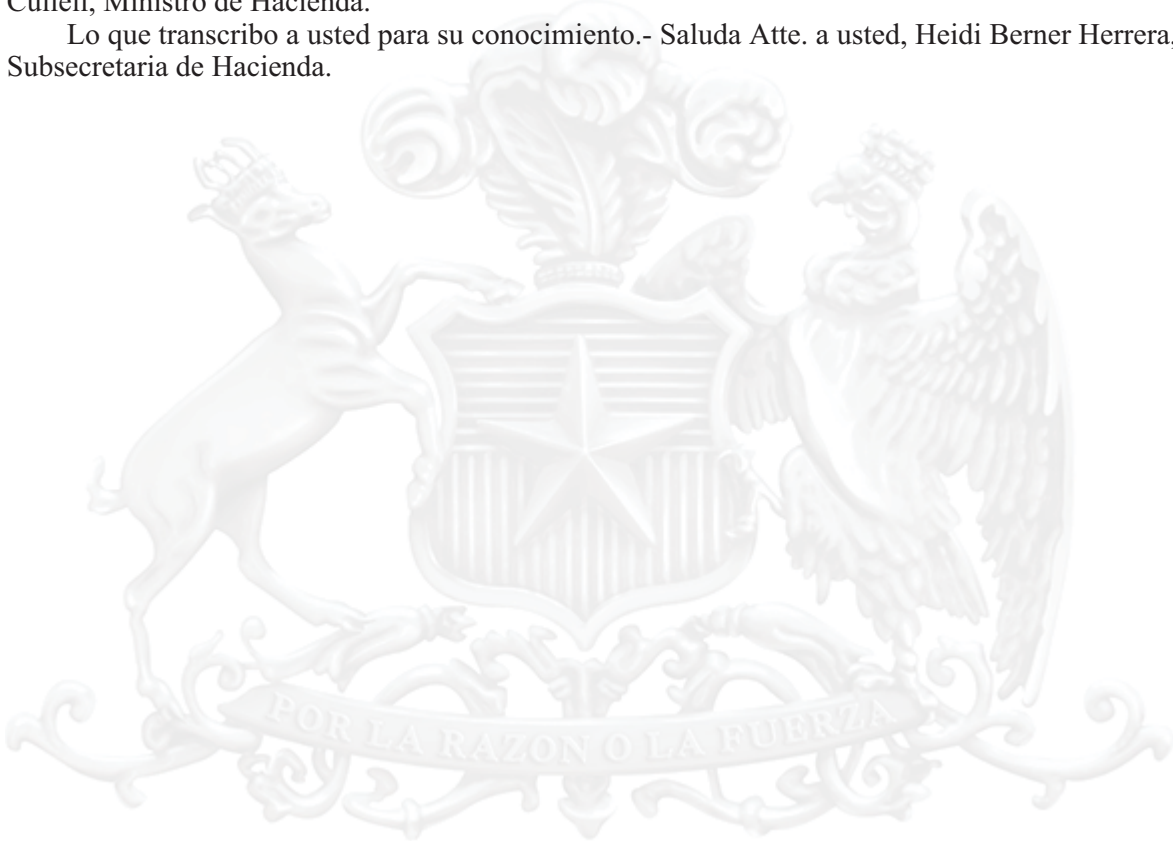 Cullell, Ministro de Hacienda.
Lo que transcribo a usted para su conocimiento.- Saluda Atte. a usted, Heidi Berner Herrera,
Subsecretaria de Hacienda.
POR LA RAZON O LA FUERZA